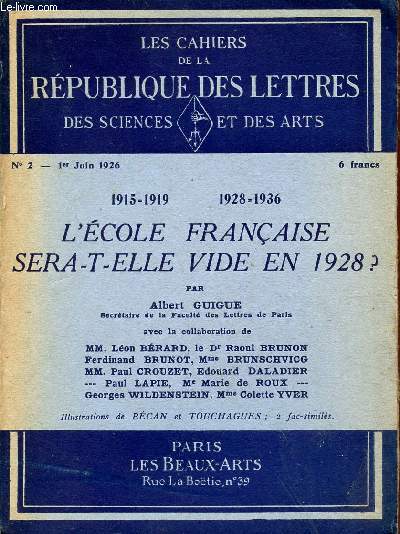 © le-livre.fr
LES CAHIERS
DE LA
RÉPUBLIQUE DES LETTRES
DES SCIENCES ET DES ARTS
N° 2 — 1er Juin 1926 6 francs
1915-1919 1928-1936
L'ÉCOLE FRANÇAISE
SERA-T-ELLE VIDE EN 1928 ?
PAR
Albert GUIGUE
Secrétaire de la Faculté des Lettres de Paris
avec la collaboration de
MM. Léon BÉRARD, le Dr Raoul BRUNON
Ferdinand BRUNOT, Mme BRUNSCHVICG
MM. Paul CROUZET, Edouard DALADIER
--- Paul LAPIE, Me Marie de ROUX ---
Georges WILDENSTEIN, Mme Colette YVER
Illustrations de BÉCAN et TOUCHAGUES ; 2 fac-similés.
PARIS
LES BEAUX-ARTS
Rue La Boëtie, n° 39